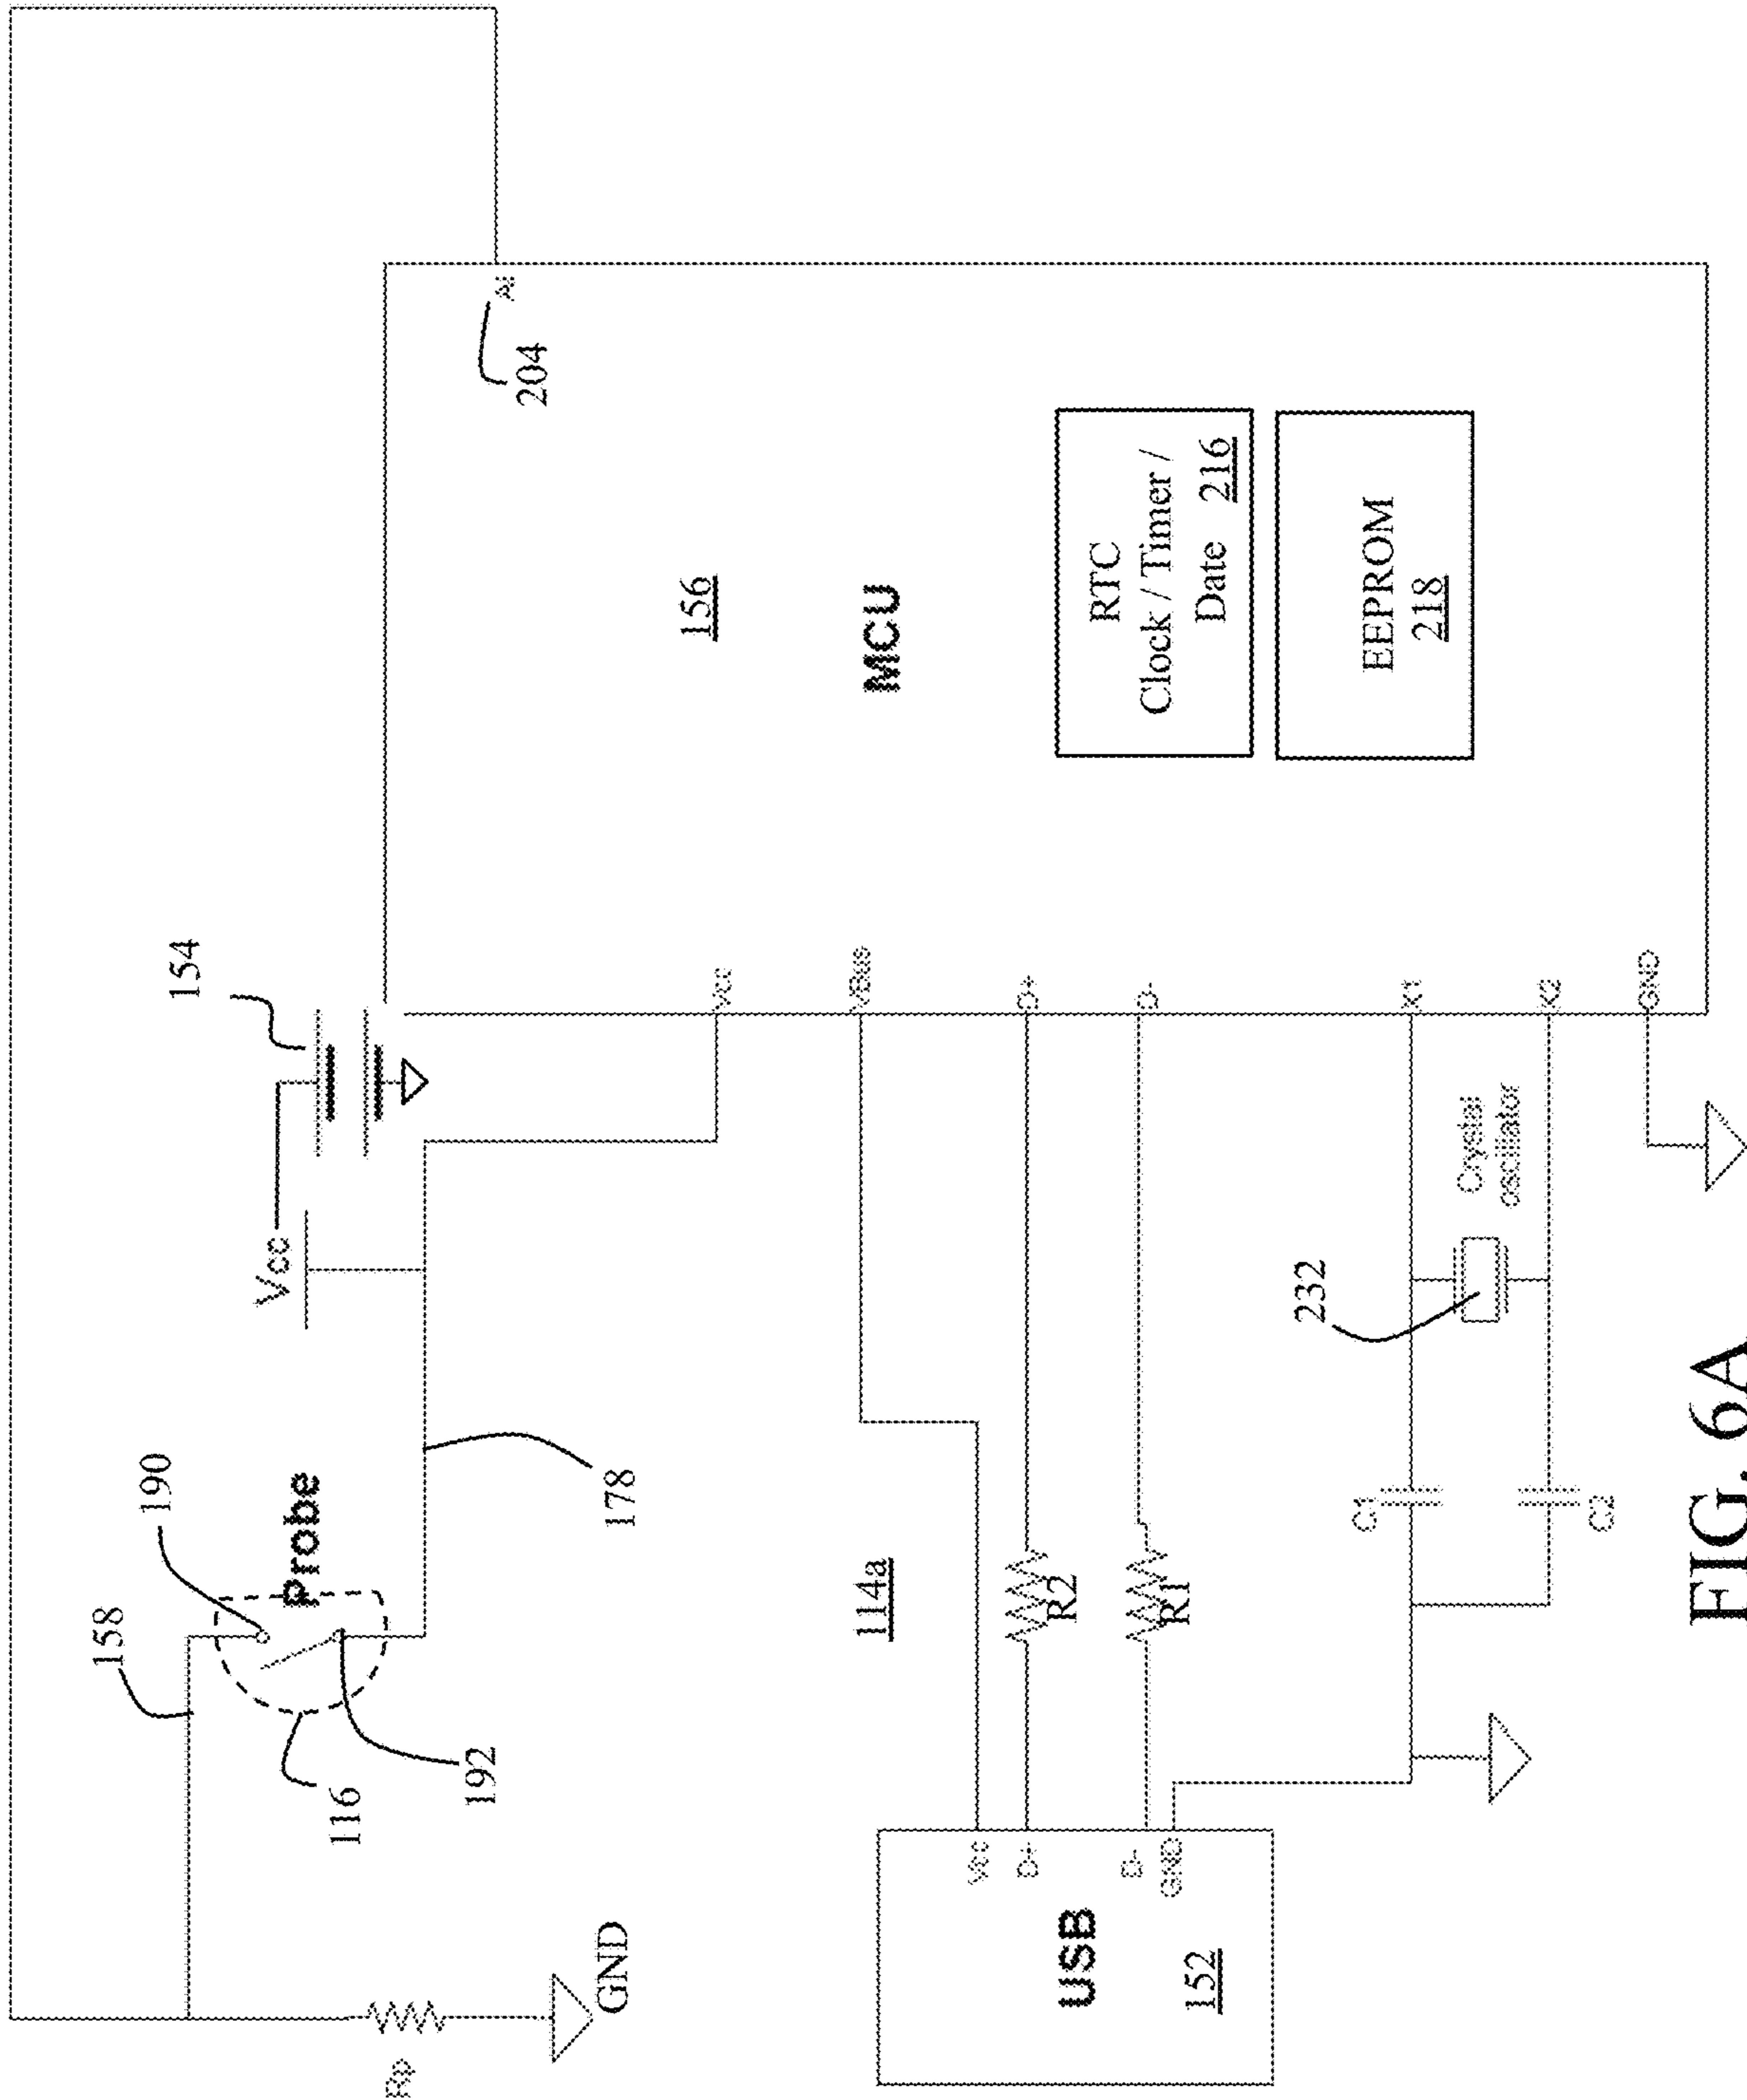 Rp
GND
158
190
Probe
116
192
178
Vcc
154
204
AI
156
MCU
RTC
Clock / Timer /
Date 216
EEPROM
218
Vcc
VBus
D+
D-
X1
X2
GND
114a
R2
R1
USB
152
Vcc
D+
D-
GND
C1
C2
232
Crystal
oscillator
FIG. 6A